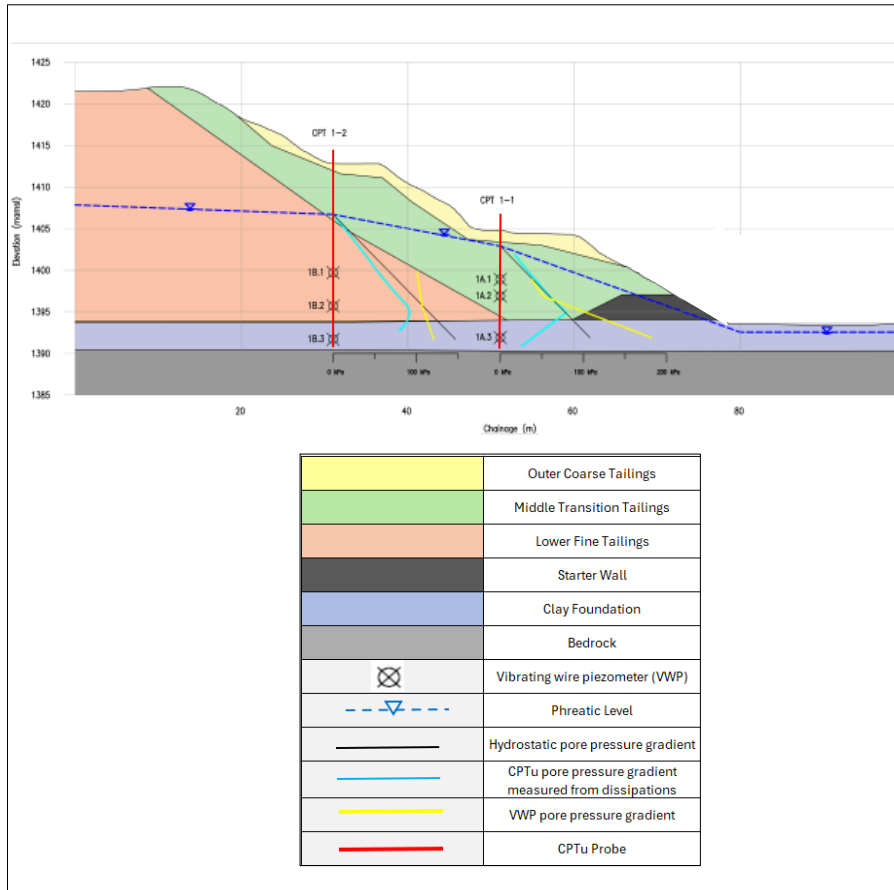 1425
1420
1415
1410
1405
1400
1395
1390
1385
Elevation (mamsl)
CPT 1-2
CPT 1-1
1B.1
1B.2
1B.3
1A.1
1A.2
1A.3
0 kPa
100 kPa
0 kPa
100 kPa
200 kPa
20
40
60
80
Chainage (m)
Outer Coarse Tailings
Middle Transition Tailings
Lower Fine Tailings
Starter Wall
Clay Foundation
Bedrock
Vibrating wire piezometer (VWP)
Phreatic Level
Hydrostatic pore pressure gradient
CPTu pore pressure gradient
measured from dissipations
VWP pore pressure gradient
CPTu Probe